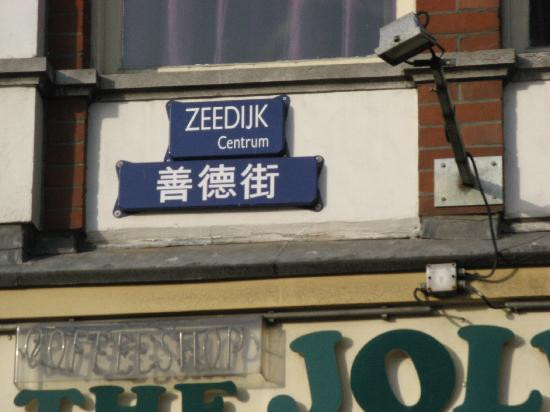 ZEEDIJK
Centrum
善德街
COFFEESHOP
THE JOL